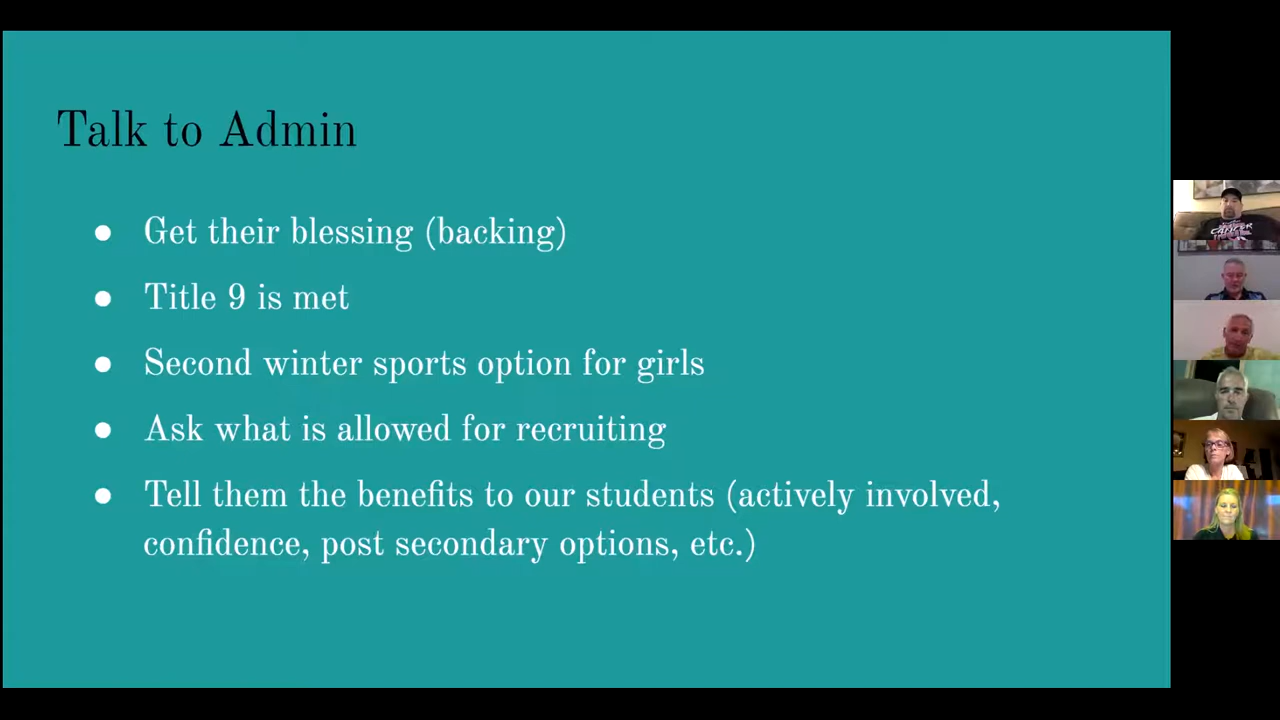 Talk to Admin
● Get their blessing (backing)
● Title 9 is met
● Second winter sports option for girls
● Ask what is allowed for recruiting
● Tell them the benefits to our students (actively involved,
confidence, post secondary options, etc.)
CANCER